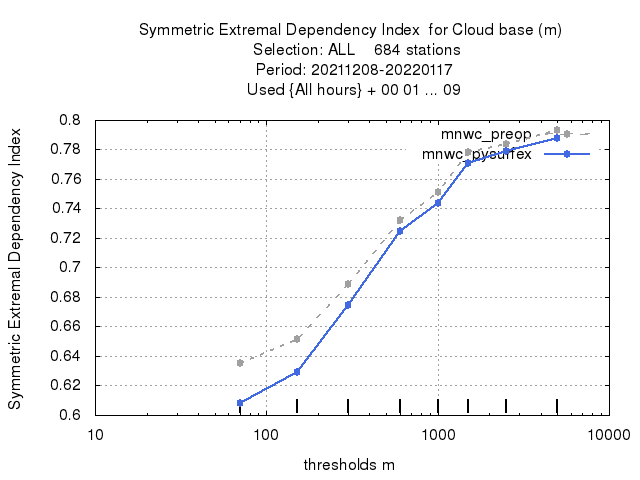 Symmetric Extremal Dependency Index  for Cloud base (m)
Selection: ALL    684 stations
Period: 20211208-20220117
Used {All hours} + 00 01 ... 09
Symmetric Extremal Dependency Index
0.8
0.78
0.76
0.74
0.72
0.7
0.68
0.66
0.64
0.62
0.6
mnwc_preop
mnwc_pysurfex
10 100 1000 10000
thresholds m